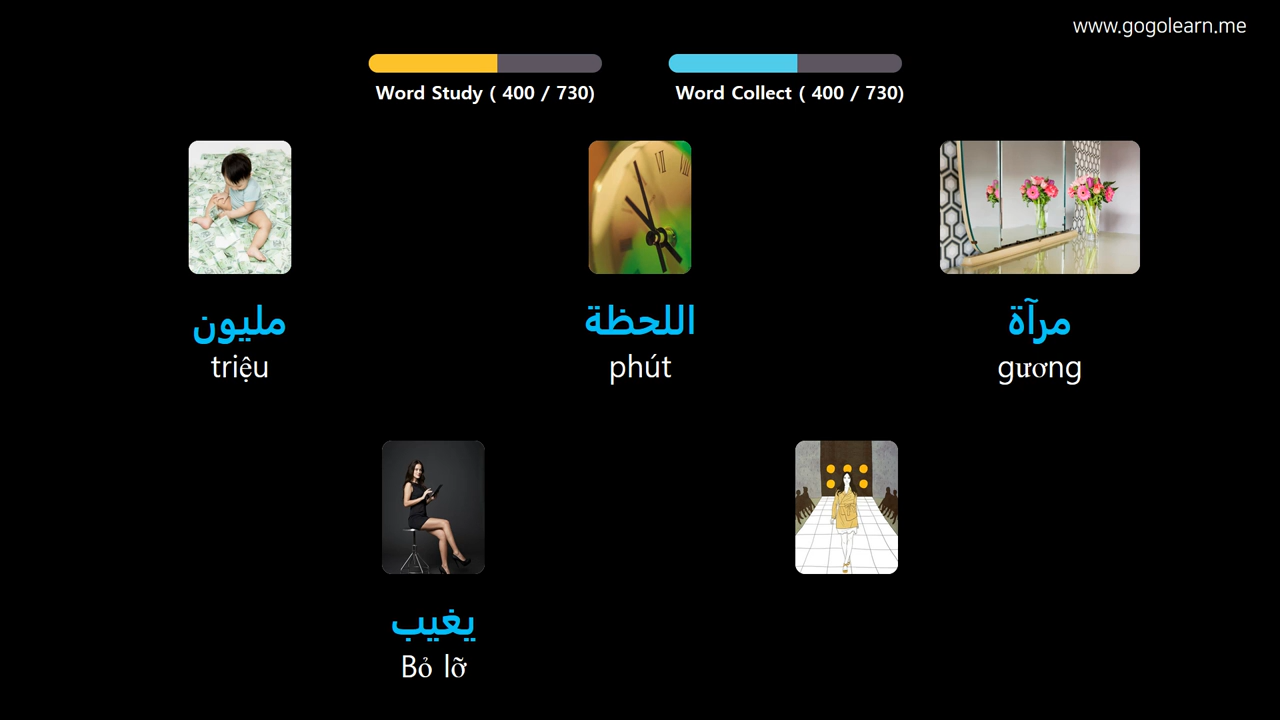 www.gogolearn.me
Word Study ( 400 / 730)
Word Collect ( 400 / 730)
مليون
triệu
اللحظة
phút
مرآة
gương
يغيب
Bỏ lỡ